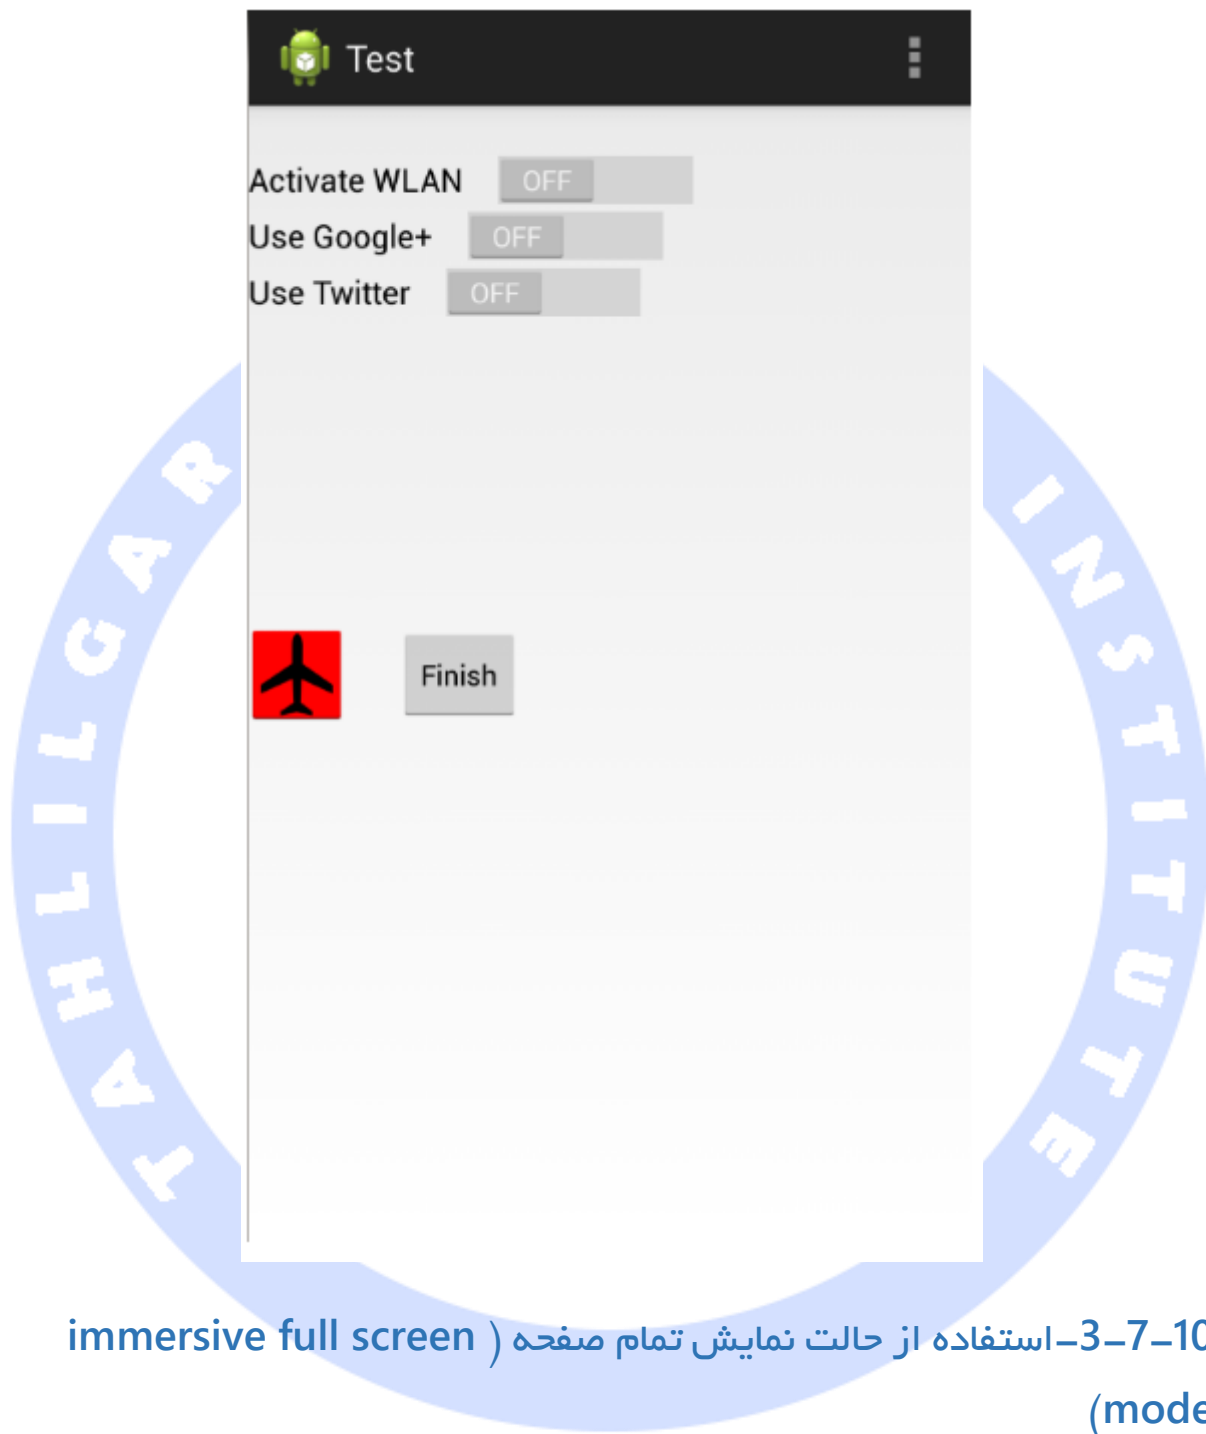 Test
Activate WLAN OFF
Use Google+ OFF
Use Twitter OFF
Finish
TAHLILGAR INSTITUTE
3-7-10-استفاده از حالت نمایش تمام صفحه ( immersive full screen
mode)